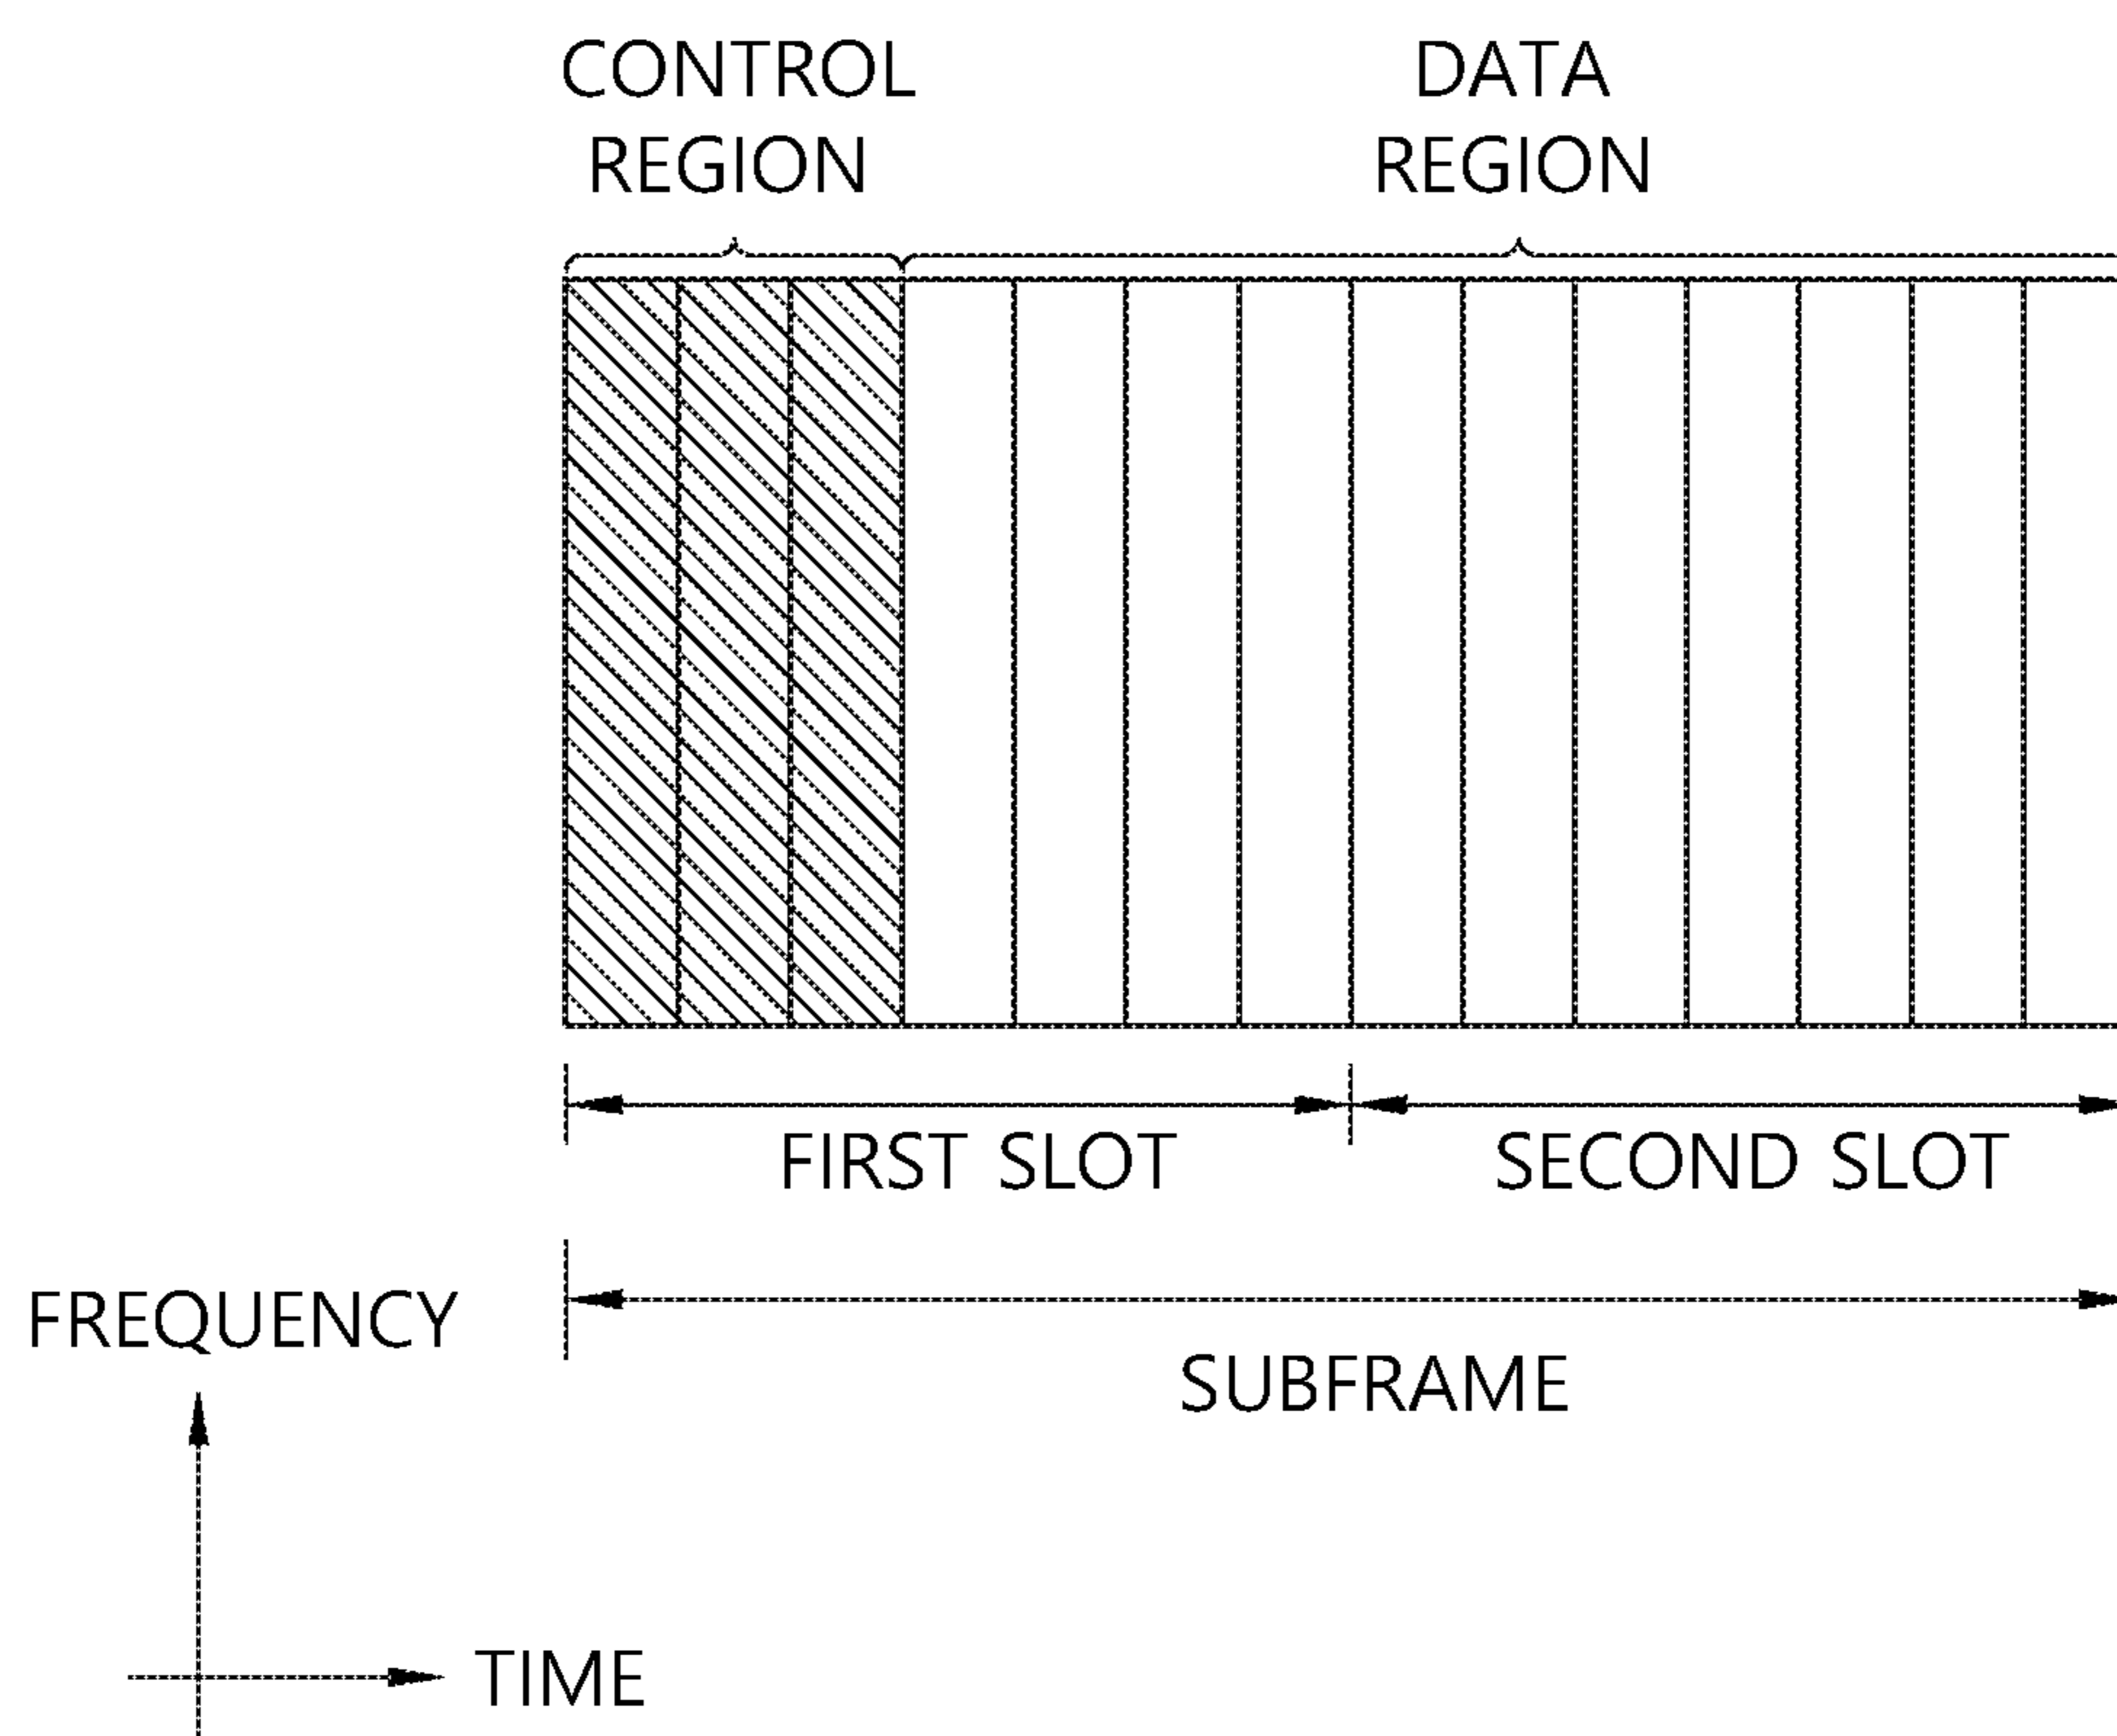 CONTROL
REGION
DATA
REGION
FIRST SLOT
SECOND SLOT
SUBFRAME
FREQUENCY
TIME